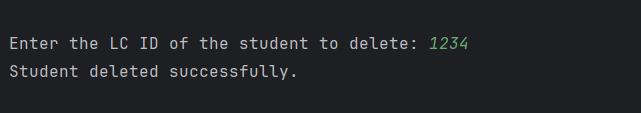 Enter the LC ID of the student to delete: 1234
Student deleted successfully.